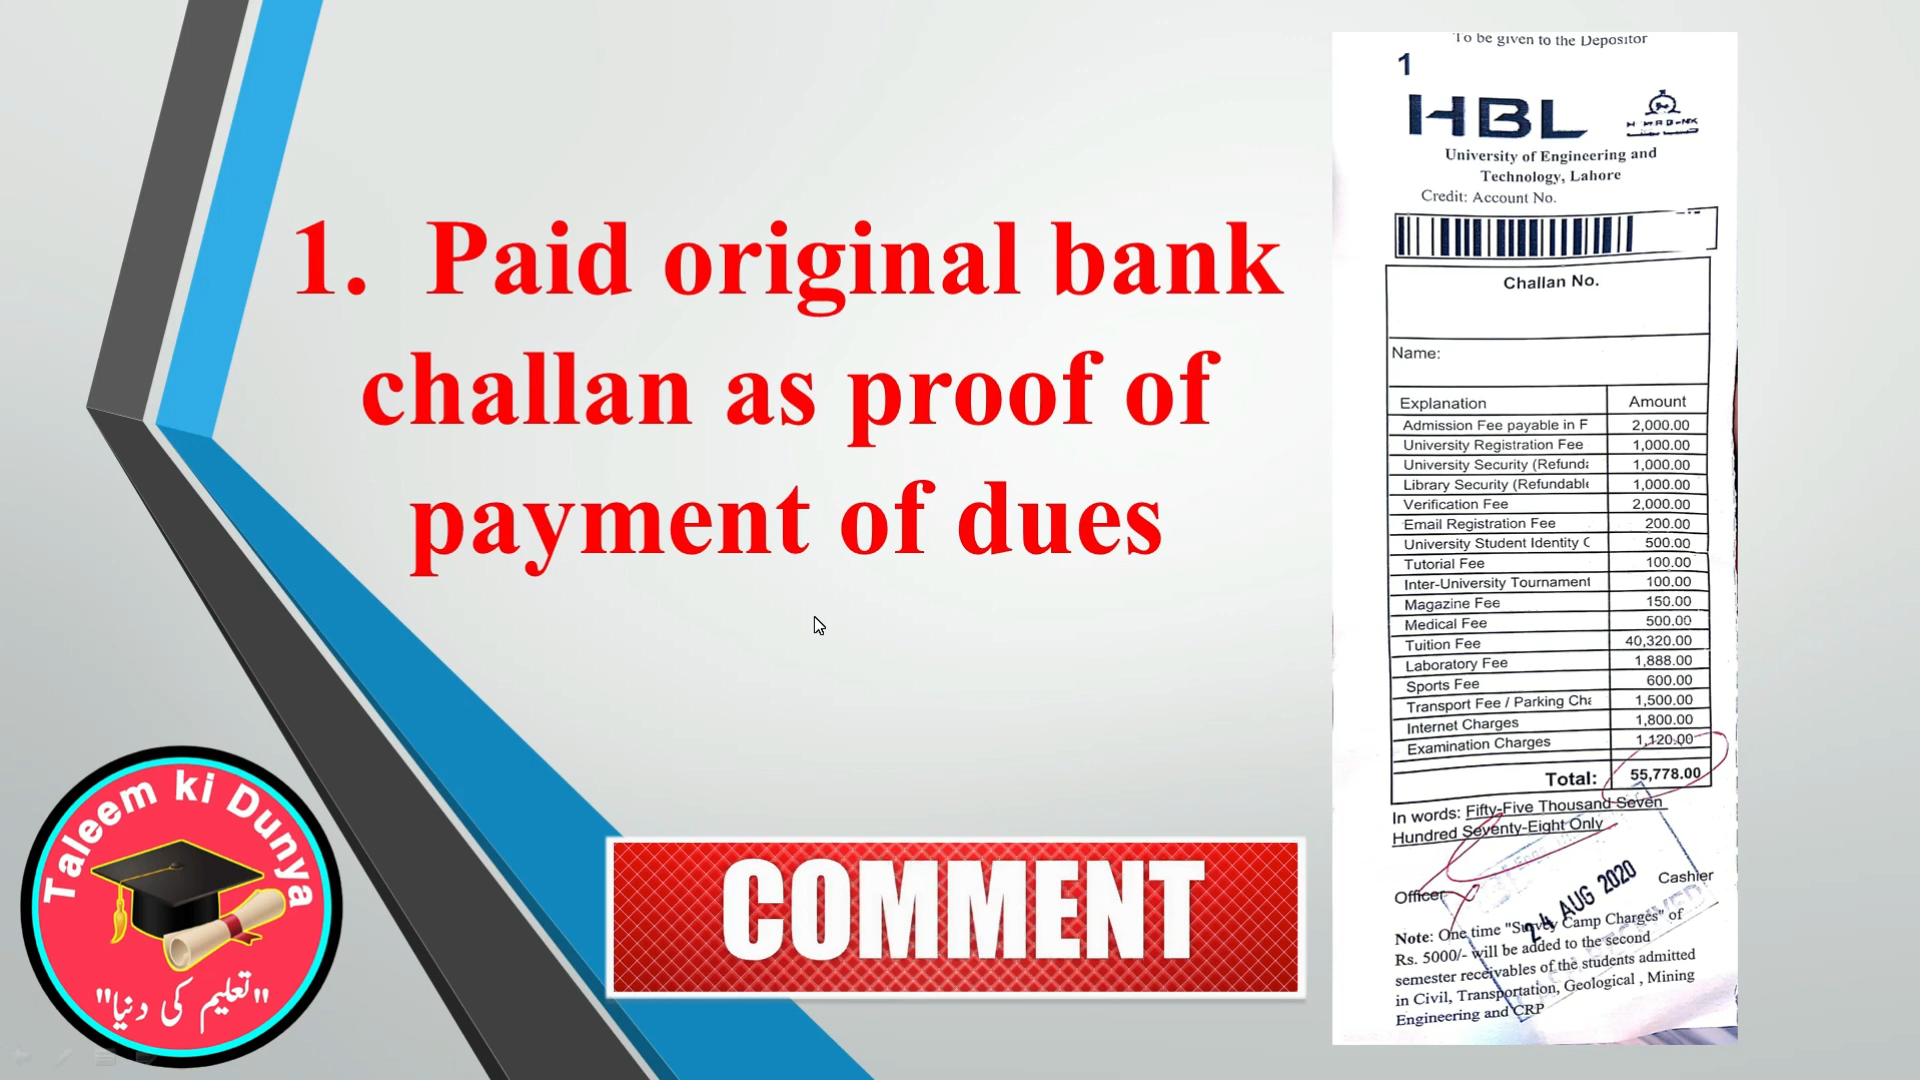 1. Paid original bank
challan as proof of
payment of dues
COMMENT
Taleem ki Dunya
"تعلیم کی دنیا"
To be given to the Depositor
1
HBL
University of Engineering and
Technology, Lahore
Credit: Account No.
Challan No.
Name:
Explanation Amount
Admission Fee payable in F 2,000.00
University Registration Fee 1,000.00
University Security (Refunda 1,000.00
Library Security (Refundable 1,000.00
Verification Fee 2,000.00
Email Registration Fee 200.00
University Student Identity C 500.00
Tutorial Fee 100.00
Inter-University Tournament 100.00
Magazine Fee 150.00
Medical Fee 500.00
Tuition Fee 40,320.00
Laboratory Fee 1,888.00
Sports Fee 600.00
Transport Fee / Parking Cha 1,500.00
Internet Charges 1,800.00
Examination Charges 1,120.00
Total: 55,778.00
In words: Fifty-Five Thousand Seven
Hundred Seventy-Eight Only
Officer Cashier
24 AUG 2020
Note: One time "Survey Camp Charges" of
Rs. 5000/- will be added to the second
semester receivables of the students admitted
in Civil, Transportation, Geological , Mining
Engineering and CRP